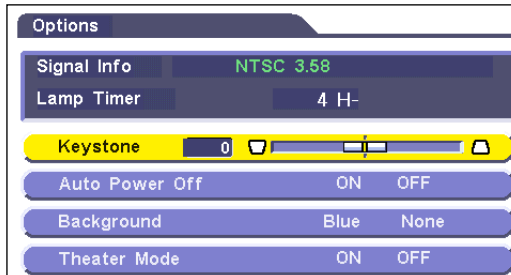 Options
Signal Info NTSC 3.58
Lamp Timer 4 H-
Keystone 0
Auto Power Off ON OFF
Background Blue None
Theater Mode ON OFF